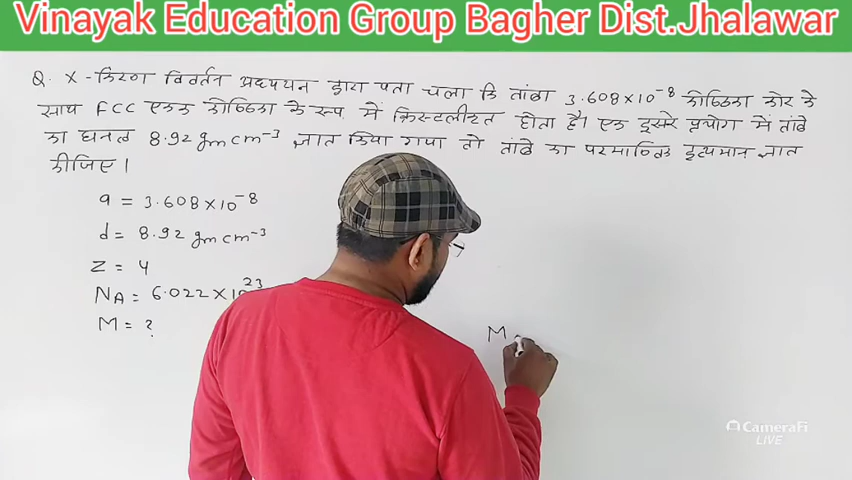 Vinayak Education Group Bagher Dist.Jhalawar
Q. X-किरण विवर्तन अध्ययन द्वारा पता चला कि तांबा 3.608×10⁻⁸ कोष्ठिका कोर के
साथ FCC एकक कोष्ठिका के रूप में क्रिस्टलीकृत होता है। एक दूसरे प्रयोग में तांबे
का घनत्व 8.92 gm cm⁻³ ज्ञात किया गया तो तांबे का परमाण्विक द्रव्यमान ज्ञात
कीजिए।
a = 3.608×10⁻⁸
d = 8.92 gm cm⁻³
Z = 4
NA = 6.022×10²³
M = ?
M
CameraFi
LIVE